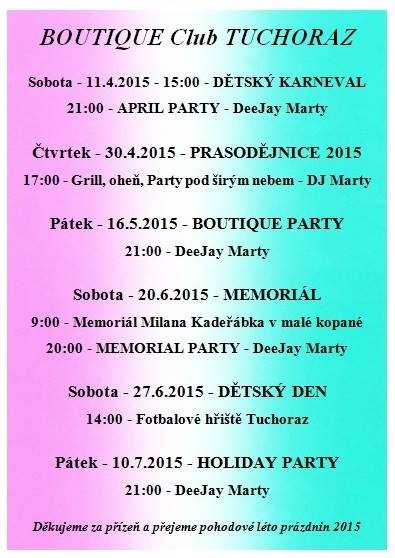 BOUTIQUE Club TUCHORAZ
Sobota - 11.4.2015 - 15:00 - DĚTSKÝ KARNEVAL
21:00 - APRIL PARTY - DeeJay Marty
Čtvrtek - 30.4.2015 - PRASODĚJNICE 2015
17:00 - Grill, oheň, Party pod širým nebem - DJ Marty
Pátek - 16.5.2015 - BOUTIQUE PARTY
21:00 - DeeJay Marty
Sobota - 20.6.2015 - MEMORIÁL
9:00 - Memoriál Milana Kadeřábka v malé kopané
20:00 - MEMORIAL PARTY - DeeJay Marty
Sobota - 27.6.2015 - DĚTSKÝ DEN
14:00 - Fotbalové hřiště Tuchoraz
Pátek - 10.7.2015 - HOLIDAY PARTY
21:00 - DeeJay Marty
Děkujeme za přízeň a přejeme pohodové léto prázdnin 2015